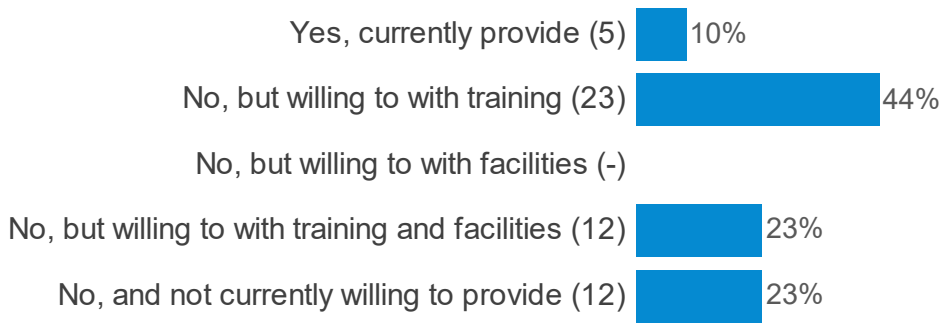 Yes, currently provide (5) 10%
No, but willing to with training (23) 44%
No, but willing to with facilities (-)
No, but willing to with training and facilities (12) 23%
No, and not currently willing to provide (12) 23%